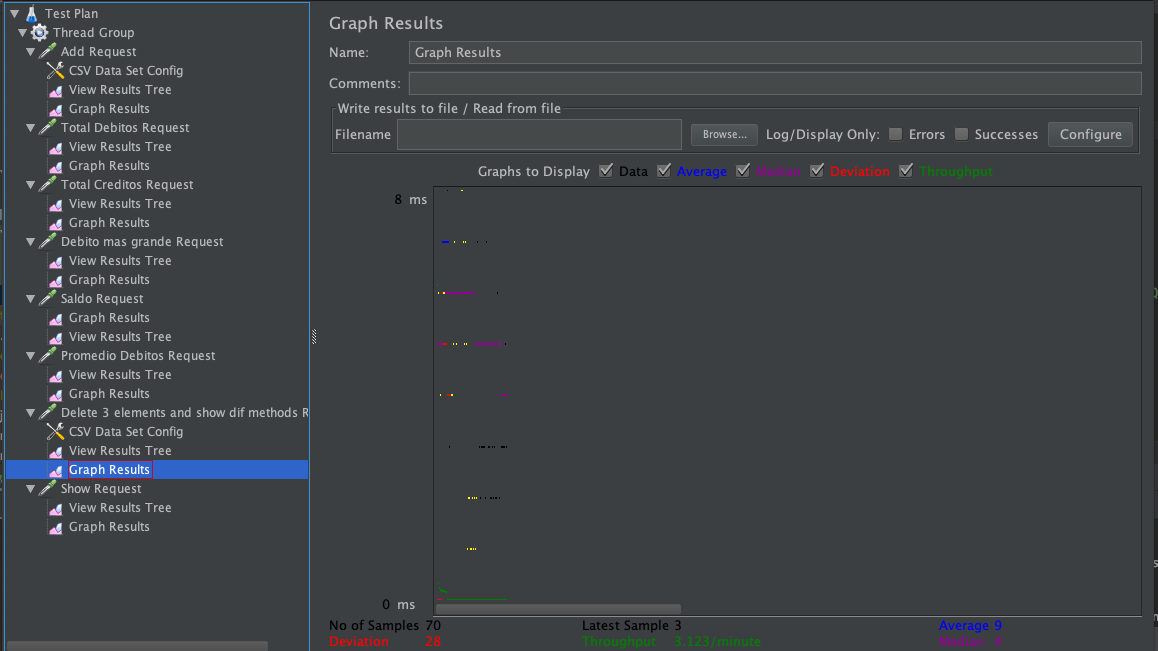 Test Plan
Thread Group
Add Request
CSV Data Set Config
View Results Tree
Graph Results
Total Debitos Request
View Results Tree
Graph Results
Total Creditos Request
View Results Tree
Graph Results
Debito mas grande Request
View Results Tree
Graph Results
Saldo Request
Graph Results
View Results Tree
Promedio Debitos Request
View Results Tree
Graph Results
Delete 3 elements and show dif methods R
CSV Data Set Config
View Results Tree
Graph Results
Show Request
View Results Tree
Graph Results
Graph Results
Name: Graph Results
Comments:
Write results to file / Read from file
Filename Browse... Log/Display Only: Errors Successes Configure
Graphs to Display Data Average Median Deviation Throughput
8 ms
0 ms
No of Samples 70 Latest Sample 3 Average 9
Deviation 28 Throughput 3.123/minute Median 4